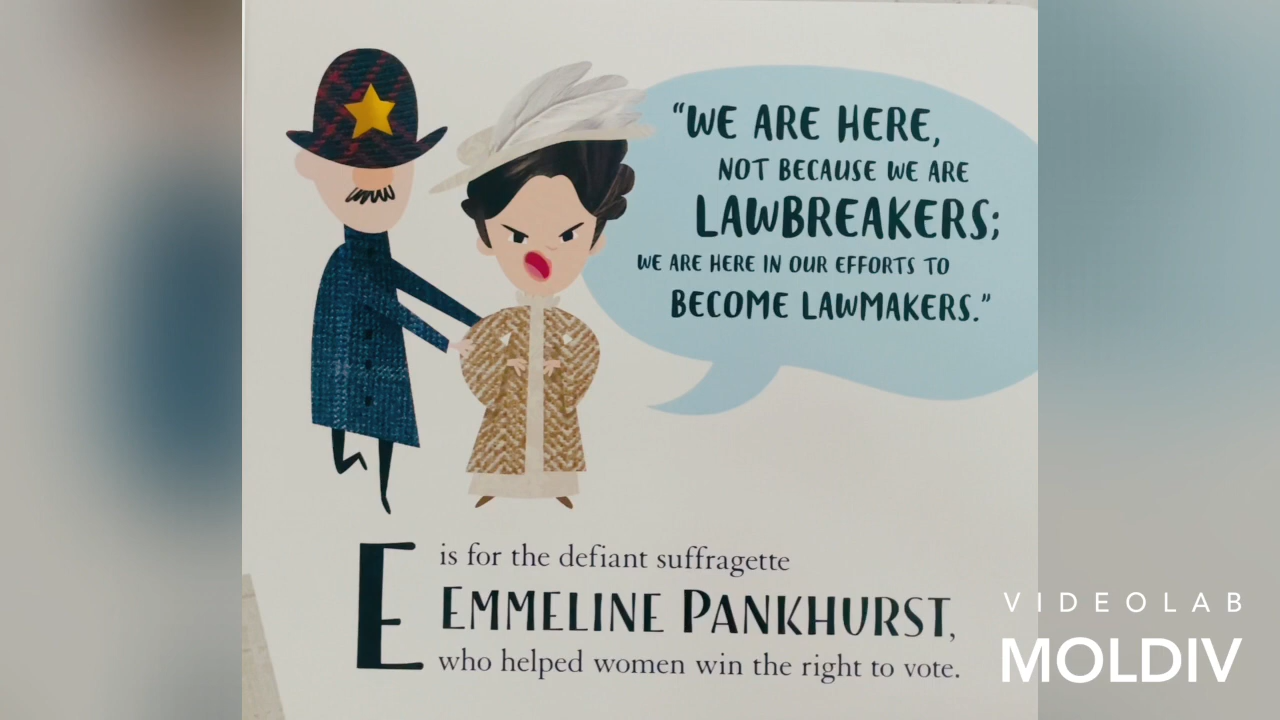 "WE ARE HERE,
NOT BECAUSE WE ARE
LAWBREAKERS;
WE ARE HERE IN OUR EFFORTS TO
BECOME LAWMAKERS."
E is for the defiant suffragette
EMMELINE PANKHURST,
who helped women win the right to vote.
VIDEOLAB
MOLDIV